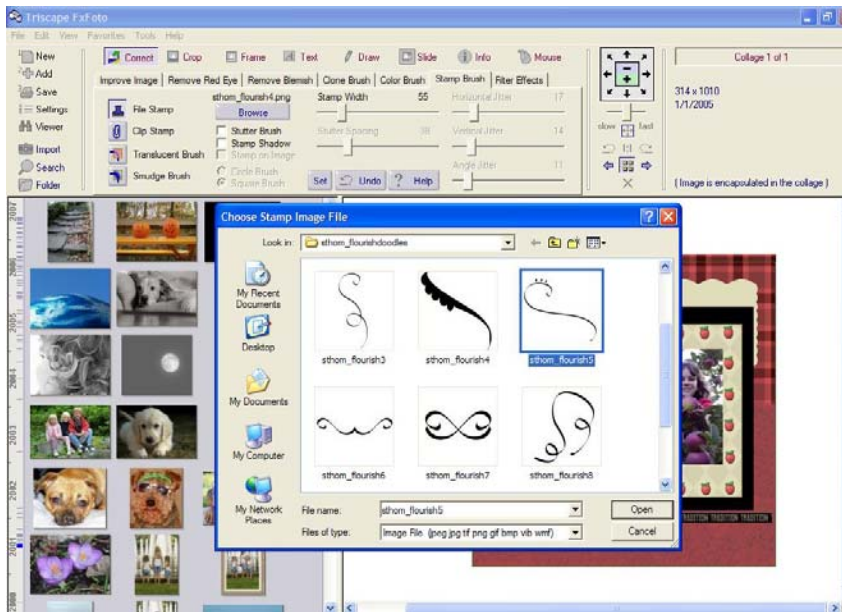 Triscape FxFoto
File Edit View Favorites Tools Help
New
Add
Save
Settings
Viewer
Import
Search
Folder
Correct Crop Frame Text Draw Slide Info Mouse
Improve Image Remove Red Eye Remove Blemish Clone Brush Color Brush Stamp Brush Filter Effects
File Stamp
Clip Stamp
Translucent Brush
Smudge Brush
sthom_flourish4.png
Browse
Stutter Brush
Stamp Shadow
Stamp on Image
Circle Brush
Square Brush
Stamp Width 55
Stutter Spacing 38
Set Undo ? Help
Horizontal Jitter 17
Vertical Jitter 14
Angle Jitter 11
slow fast
Collage 1 of 1
314 x 1010
1/1/2005
(Image is encapsulated in the collage)
2007
2006
2005
2004
2003
2002
2001
2000
Choose Stamp Image File
Look in: sthom_flourishdoodles
My Recent Documents
Desktop
My Documents
My Computer
My Network Places
sthom_flourish3 sthom_flourish4 sthom_flourish5
sthom_flourish6 sthom_flourish7 sthom_flourish8
File name: sthom_flourish5 Open
Files of type: Image File (jpeg jpg tif png gif bmp vib wmf) Cancel
TRADITION TRADITION TRADITION